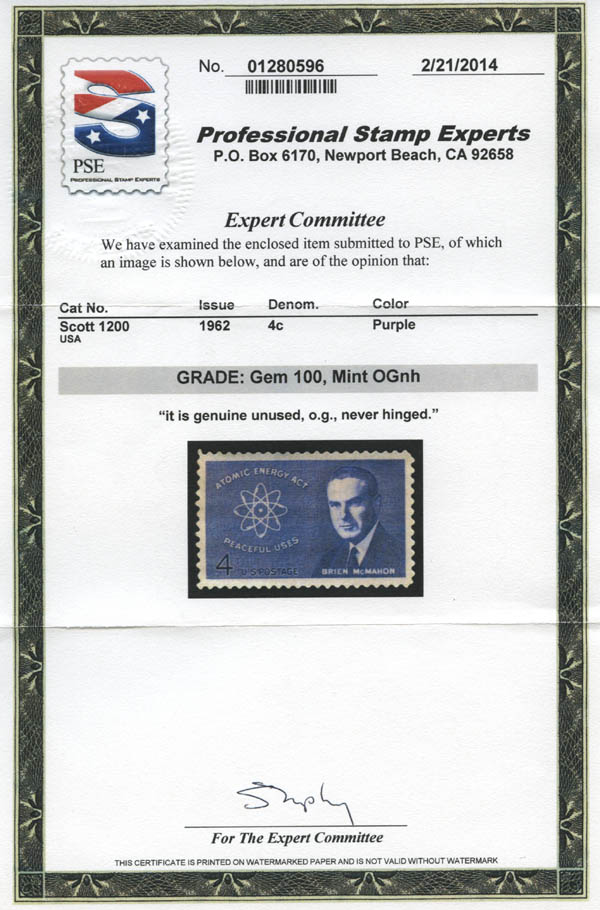 No. 01280596
2/21/2014
PSE
PROFESSIONAL STAMP EXPERTS
Professional Stamp Experts
P.O. Box 6170, Newport Beach, CA 92658
Expert Committee
We have examined the enclosed item submitted to PSE, of which
an image is shown below, and are of the opinion that:
Cat No. Issue Denom. Color
Scott 1200 1962 4c Purple
USA
GRADE: Gem 100, Mint OGnh
“it is genuine unused, o.g., never hinged.”
ATOMIC ENERGY ACT
PEACEFUL USES
4 U.S. POSTAGE
BRIEN McMAHON
For The Expert Committee
THIS CERTIFICATE IS PRINTED ON WATERMARKED PAPER AND IS NOT VALID WITHOUT WATERMARK